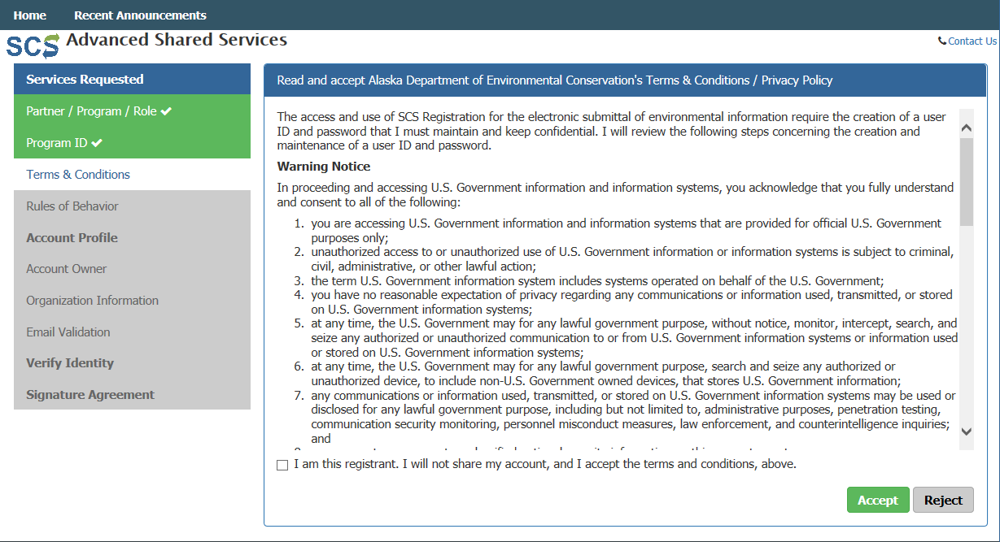 Home Recent Announcements
SCS Advanced Shared Services
Contact Us
Services Requested
Partner / Program / Role
Program ID
Terms & Conditions
Rules of Behavior
Account Profile
Account Owner
Organization Information
Email Validation
Verify Identity
Signature Agreement
Read and accept Alaska Department of Environmental Conservation's Terms & Conditions / Privacy Policy
The access and use of SCS Registration for the electronic submittal of environmental information require the creation of a user
ID and password that I must maintain and keep confidential. I will review the following steps concerning the creation and
maintenance of a user ID and password.
Warning Notice
In proceeding and accessing U.S. Government information and information systems, you acknowledge that you fully understand
and consent to all of the following:
1. you are accessing U.S. Government information and information systems that are provided for official U.S. Government
purposes only;
2. unauthorized access to or unauthorized use of U.S. Government information or information systems is subject to criminal,
civil, administrative, or other lawful action;
3. the term U.S. Government information system includes systems operated on behalf of the U.S. Government;
4. you have no reasonable expectation of privacy regarding any communications or information used, transmitted, or stored
on U.S. Government information systems;
5. at any time, the U.S. Government may for any lawful government purpose, without notice, monitor, intercept, search, and
seize any authorized or unauthorized communication to or from U.S. Government information systems or information used
or stored on U.S. Government information systems;
6. at any time, the U.S. Government may for any lawful government purpose, search and seize any authorized or
unauthorized device, to include non-U.S. Government owned devices, that stores U.S. Government information;
7. any communications or information used, transmitted, or stored on U.S. Government information systems may be used or
disclosed for any lawful government purpose, including but not limited to, administrative purposes, penetration testing,
communication security monitoring, personnel misconduct measures, law enforcement, and counterintelligence inquiries;
and
I am this registrant. I will not share my account, and I accept the terms and conditions, above.
Accept Reject